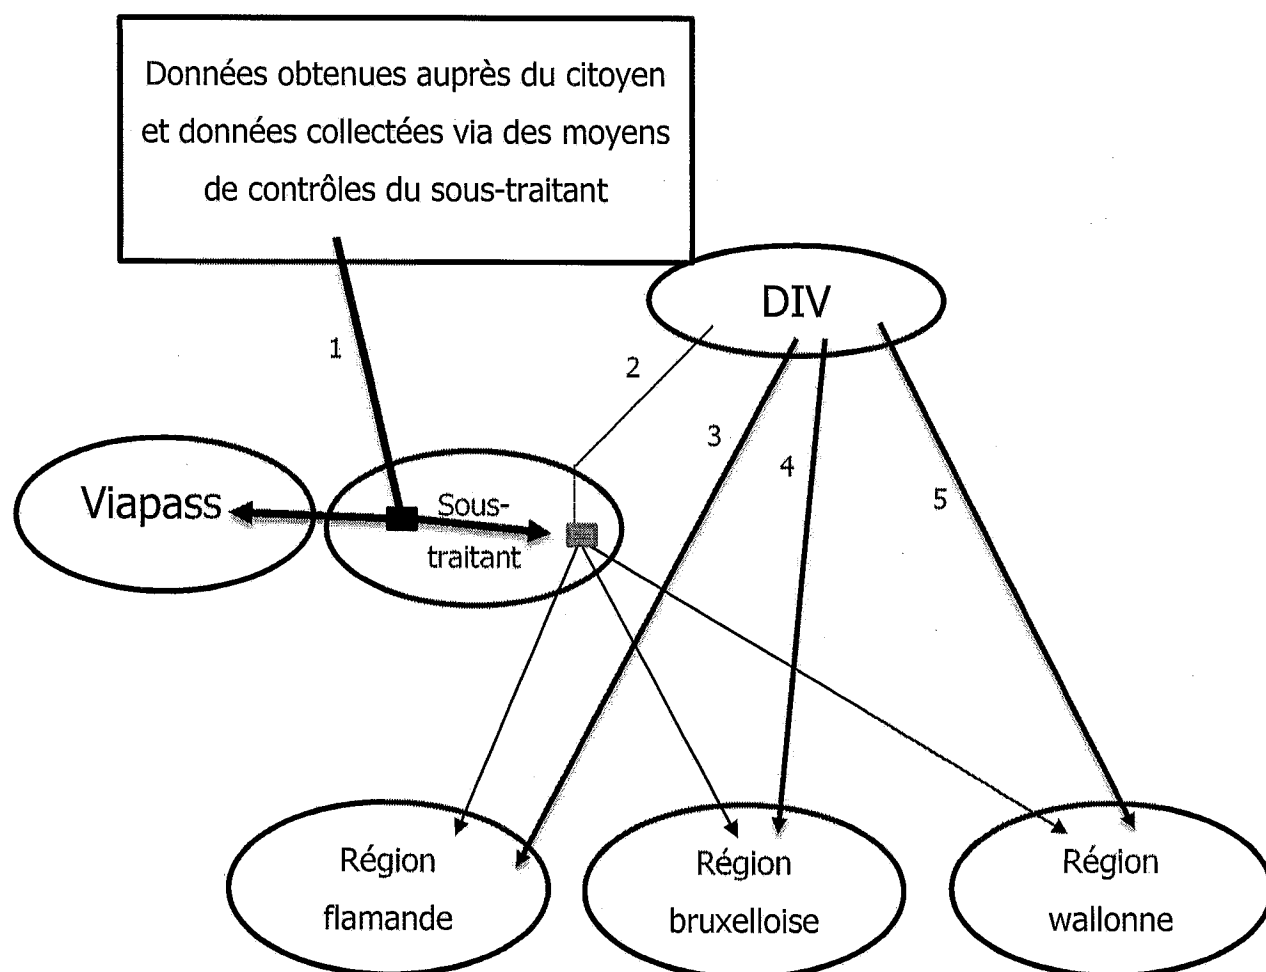 Données obtenues auprès du citoyen
et données collectées via des moyens
de contrôles du sous-traitant
DIV
1
2
3
4
5
Viapass
Sous-
traitant
Région
flamande
Région
bruxelloise
Région
wallonne